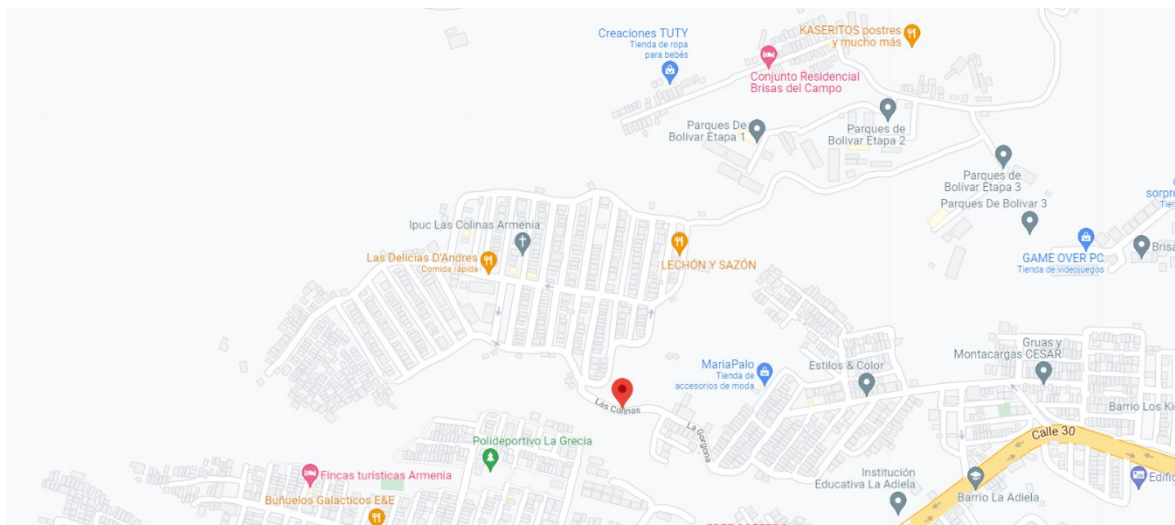 Creaciones TUTY
Tienda de ropa
para bebés
KASERITOS postres
y mucho más
Conjunto Residencial
Brisas del Campo
Parques De
Bolivar Etapa 1
Parques de
Bolivar Etapa 2
Parques de
Bolívar Etapa 3
Parques De Bolivar 3
GAME OVER PC
Tienda de videojuegos
Ipuc Las Colinas Armenia
Las Delicias D'Andres
Comida rápida
LECHÓN Y SAZÓN
MariaPalo
Tienda de
accesorios de moda
Estilos & Color
Gruas y
Montacargas CESAR
Las Colinas
La Gorgona
Calle 30
Polideportivo La Grecia
Fincas turísticas Armenia
Buñuelos Galacticos E&E
Institución
Educativa La Adiela
Barrio La Adiela